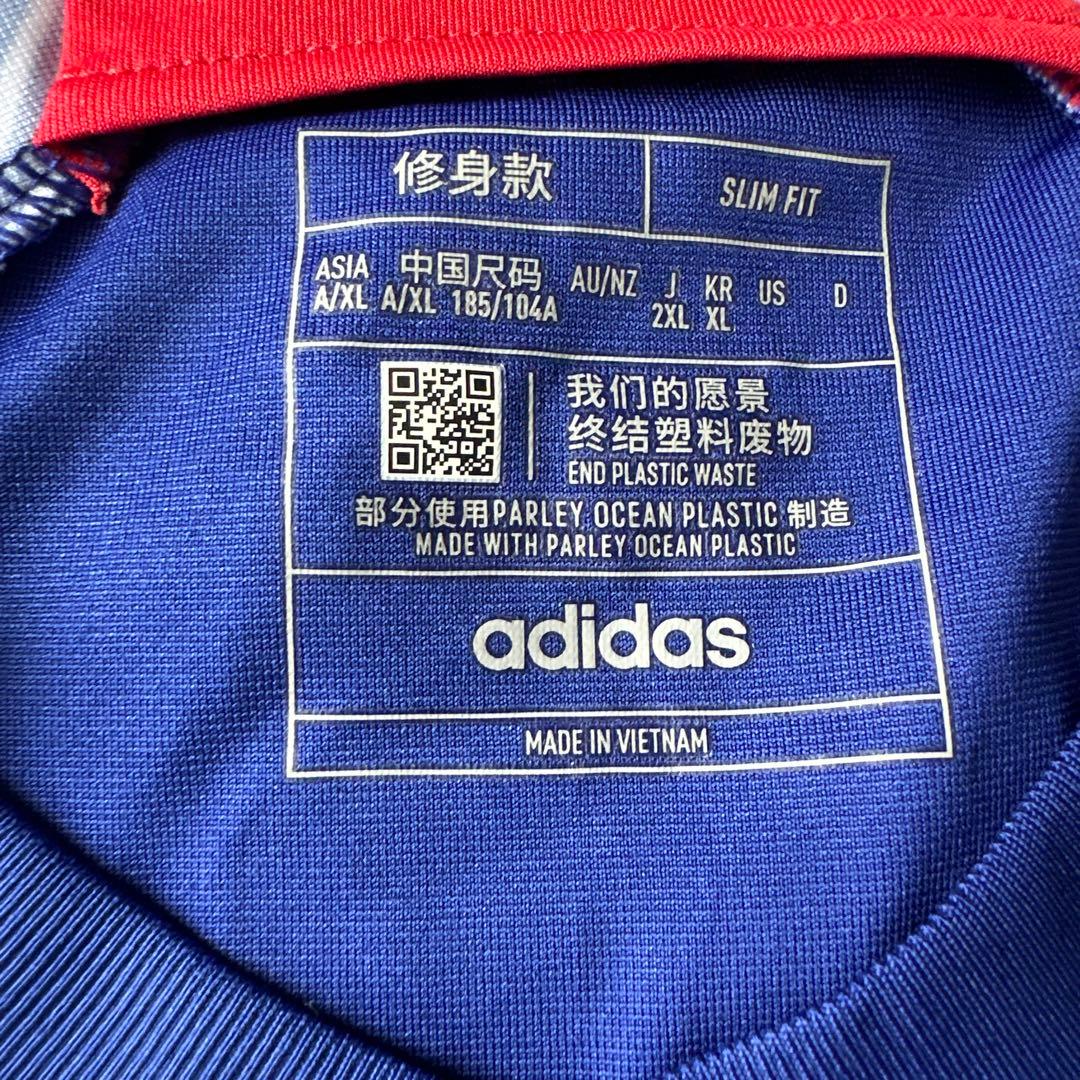 修身款 SLIM FIT
ASIA 中国尺码 AU/NZ J KR US D
A/XL A/XL 185/104A 2XL XL
我们的愿景
终结塑料废物
END PLASTIC WASTE
部分使用PARLEY OCEAN PLASTIC 制造
MADE WITH PARLEY OCEAN PLASTIC
adidas
MADE IN VIETNAM